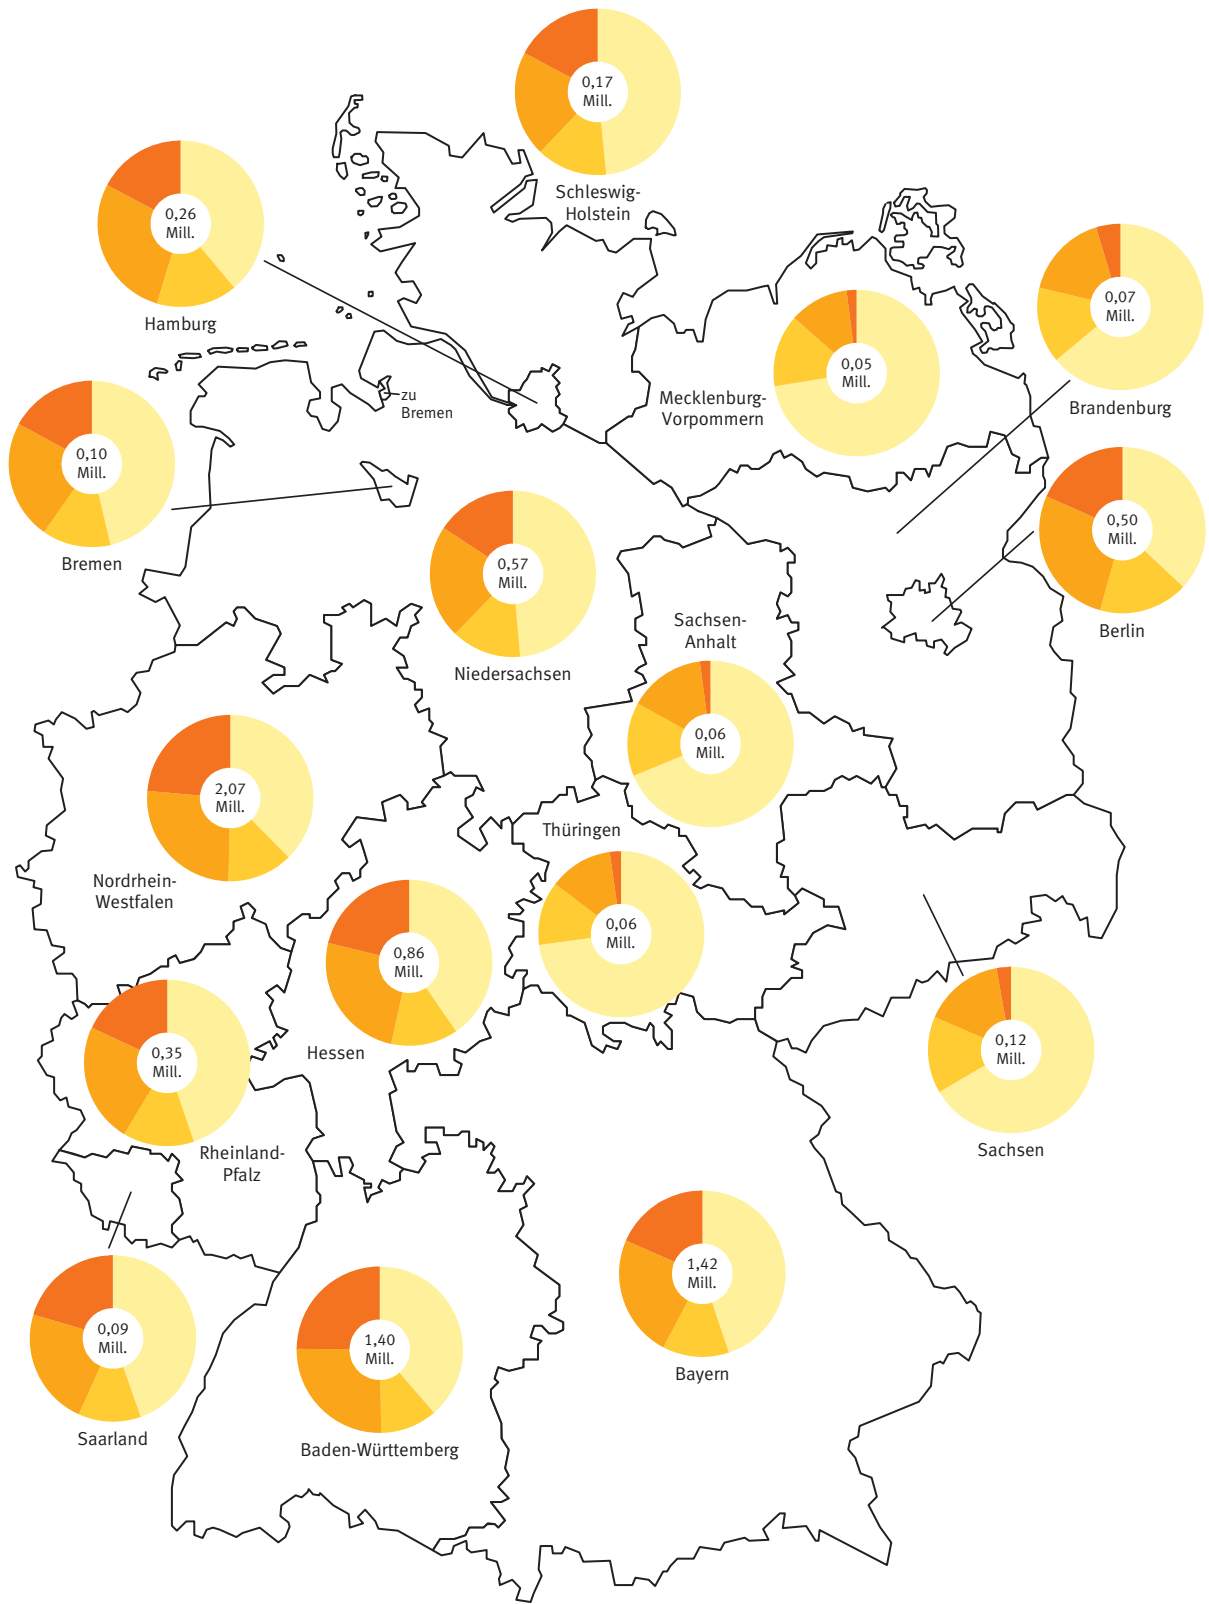 0,17
Mill.
Schleswig-
Holstein
0,26
Mill.
Hamburg
0,07
Mill.
Brandenburg
0,05
Mill.
Mecklenburg-
Vorpommern
zu
Bremen
0,10
Mill.
Bremen
0,57
Mill.
Niedersachsen
0,50
Mill.
Berlin
Sachsen-
Anhalt
0,06
Mill.
2,07
Mill.
Nordrhein-
Westfalen
Thüringen
0,06
Mill.
0,86
Mill.
Hessen
0,35
Mill.
Rheinland-
Pfalz
0,12
Mill.
Sachsen
0,09
Mill.
Saarland
1,40
Mill.
Baden-Württemberg
1,42
Mill.
Bayern